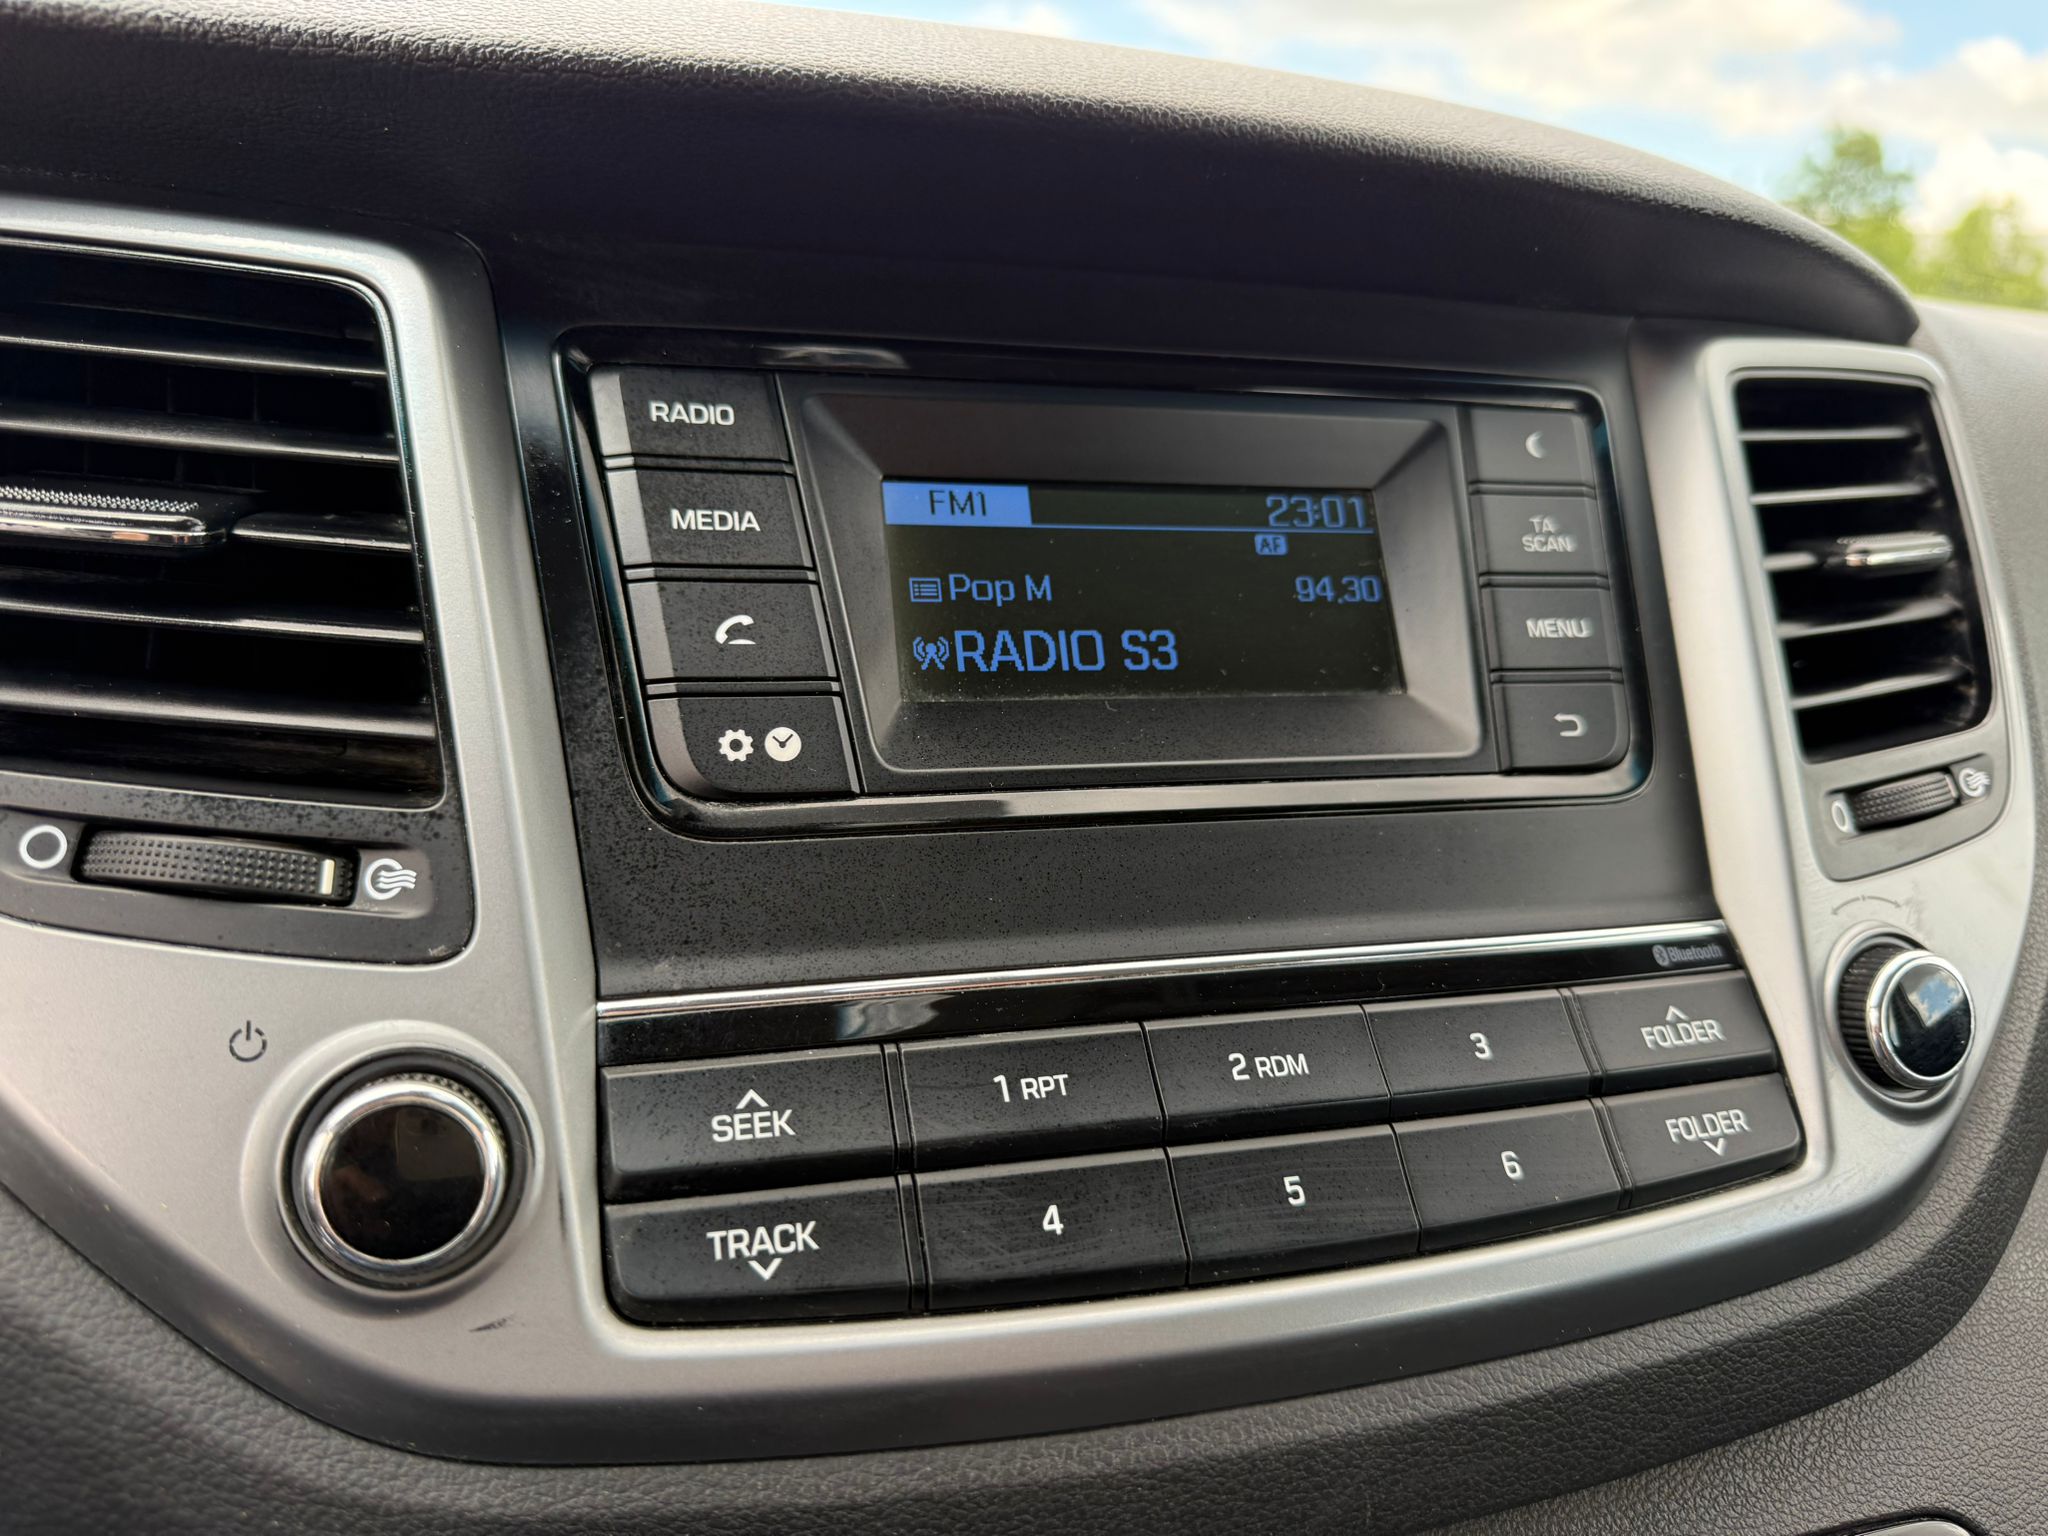 RADIO
MEDIA
FM1 23:01
AF
Pop M 94.30
RADIO S3
TA
SCAN
MENU
Bluetooth
SEEK
1 RPT
2 RDM
3
FOLDER
TRACK
4
5
6
FOLDER